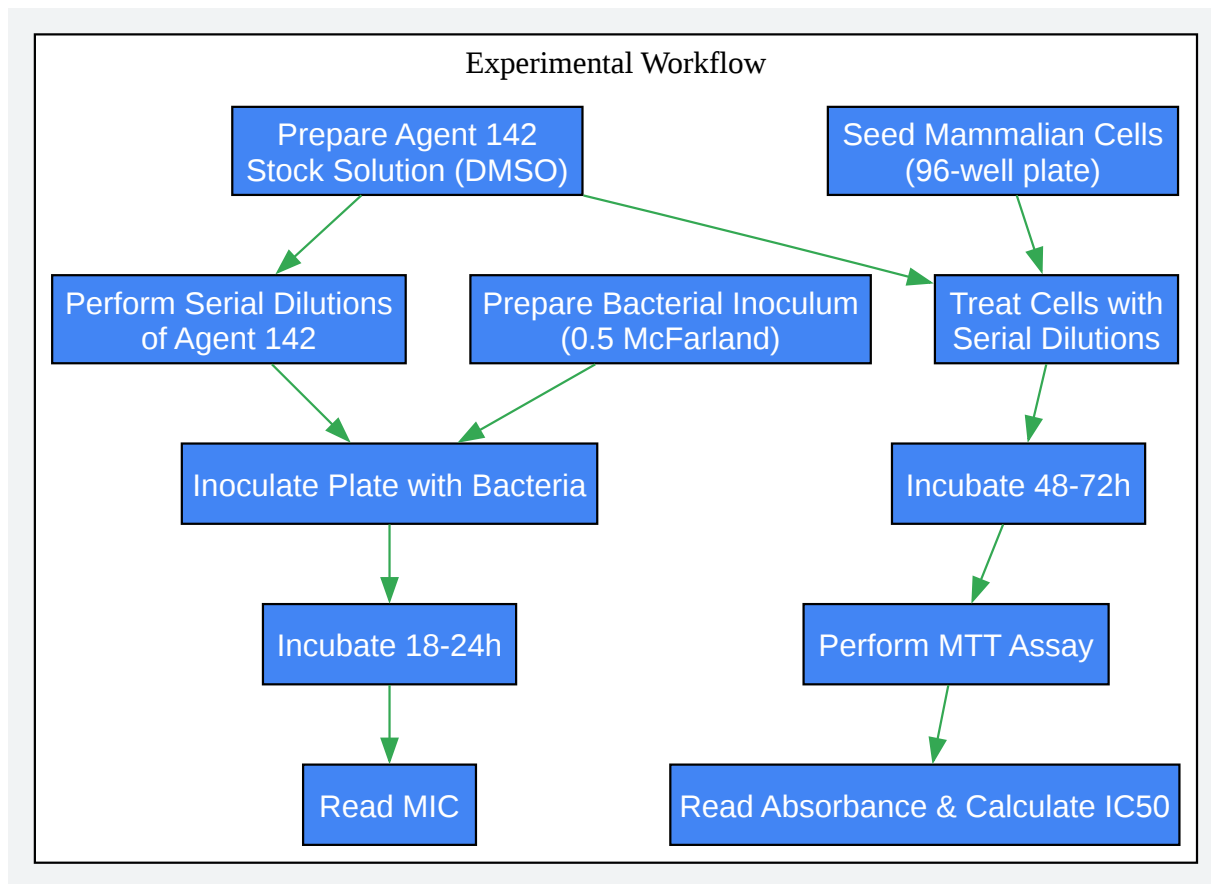 Experimental Workflow
Prepare Agent 142
Stock Solution (DMSO)
Seed Mammalian Cells
(96-well plate)
Perform Serial Dilutions
of Agent 142
Prepare Bacterial Inoculum
(0.5 McFarland)
Treat Cells with
Serial Dilutions
Inoculate Plate with Bacteria
Incubate 48-72h
Incubate 18-24h
Perform MTT Assay
Read MIC
Read Absorbance & Calculate IC50